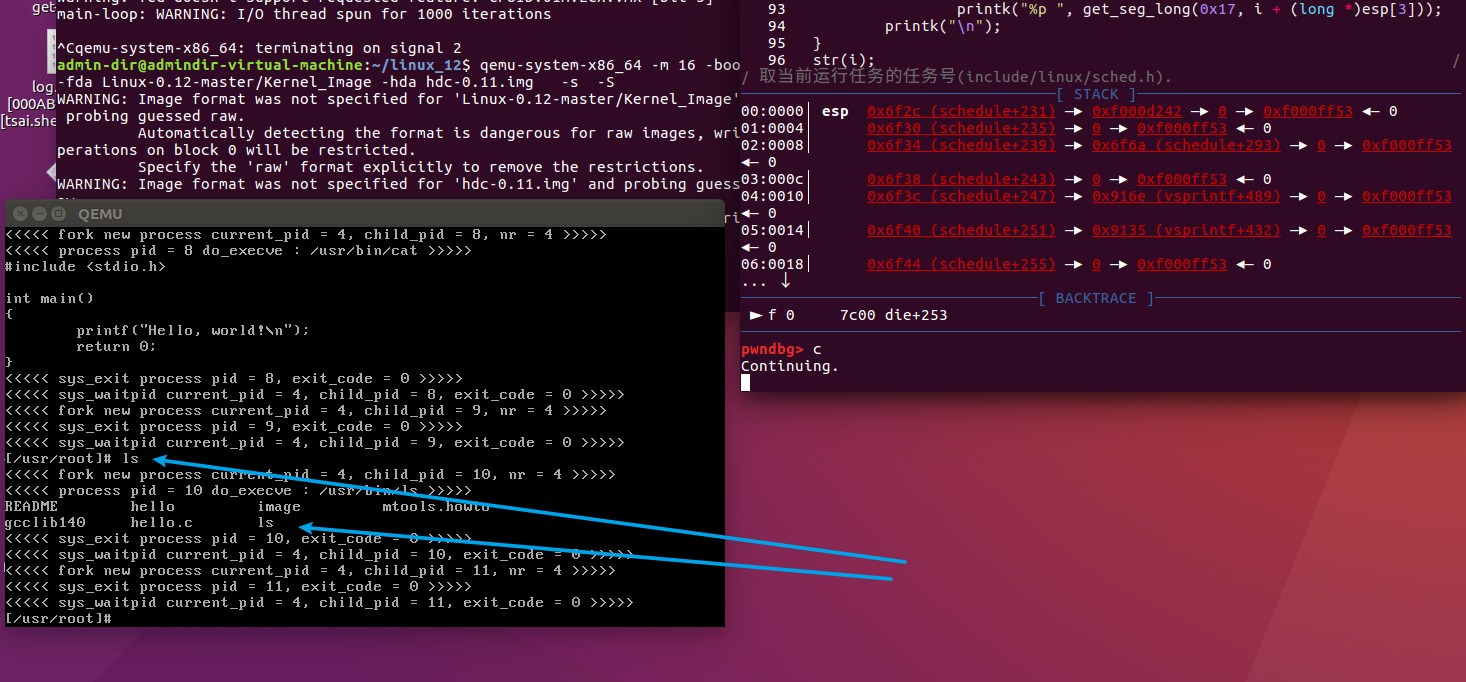 get
main-loop: WARNING: I/O thread spun for 1000 iterations
^Cqemu-system-x86_64: terminating on signal 2
admin-dir@admindir-virtual-machine:~/linux_12$ qemu-system-x86_64 -m 16 -boo
-fda Linux-0.12-master/Kernel_Image -hda hdc-0.11.img   -s  -S
WARNING: Image format was not specified for 'Linux-0.12-master/Kernel_Image'
 probing guessed raw.
         Automatically detecting the format is dangerous for raw images, wri
perations on block 0 will be restricted.
         Specify the 'raw' format explicitly to remove the restrictions.
WARNING: Image format was not specified for 'hdc-0.11.img' and probing guess
ri
log.
[000AB
[tsai.she
QEMU
<<<<< fork new process current_pid = 4, child_pid = 8, nr = 4 >>>>>
<<<<< process pid = 8 do_execve : /usr/bin/cat >>>>>
#include <stdio.h>
int main()
{
        printf("Hello, world!\n");
        return 0;
}
<<<<< sys_exit process pid = 8, exit_code = 0 >>>>>
<<<<< sys_waitpid current_pid = 4, child_pid = 8, exit_code = 0 >>>>>
<<<<< fork new process current_pid = 4, child_pid = 9, nr = 4 >>>>>
<<<<< sys_exit process pid = 9, exit_code = 0 >>>>>
<<<<< sys_waitpid current_pid = 4, child_pid = 9, exit_code = 0 >>>>>
[/usr/root]# ls
<<<<< fork new process current_pid = 4, child_pid = 10, nr = 4 >>>>>
<<<<< process pid = 10 do_execve : /usr/bin/ls >>>>>
README        hello         image         mtools.howto
gcclib140     hello.c       ls
<<<<< sys_exit process pid = 10, exit_code = 0 >>>>>
<<<<< sys_waitpid current_pid = 4, child_pid = 10, exit_code = 0 >>>>>
<<<<< fork new process current_pid = 4, child_pid = 11, nr = 4 >>>>>
<<<<< sys_exit process pid = 11, exit_code = 0 >>>>>
<<<<< sys_waitpid current_pid = 4, child_pid = 11, exit_code = 0 >>>>>
[/usr/root]#
93                   printk("%p ", get_seg_long(0x17, i + (long *)esp[3]));
94           printk("\n");
95   }
96   str(i);                                                                /
/ 取当前运行任务的任务号(include/linux/sched.h).
[ STACK ]
00:0000│  esp  0x6f2c (schedule+231) —▸ 0xf000d242 —▸ 0 —▸ 0xf000ff53 ◂— 0
01:0004│       0x6f30 (schedule+235) —▸ 0 —▸ 0xf000ff53 ◂— 0
02:0008│       0x6f34 (schedule+239) —▸ 0x6f6a (schedule+293) —▸ 0 —▸ 0xf000ff53
◂— 0
03:000c│       0x6f38 (schedule+243) —▸ 0 —▸ 0xf000ff53 ◂— 0
04:0010│       0x6f3c (schedule+247) —▸ 0x916e (vsprintf+489) —▸ 0 —▸ 0xf000ff53
◂— 0
05:0014│       0x6f40 (schedule+251) —▸ 0x9135 (vsprintf+432) —▸ 0 —▸ 0xf000ff53
◂— 0
06:0018│       0x6f44 (schedule+255) —▸ 0 —▸ 0xf000ff53 ◂— 0
... ↓
[ BACKTRACE ]
► f 0     7c00 die+253
pwndbg> c
Continuing.